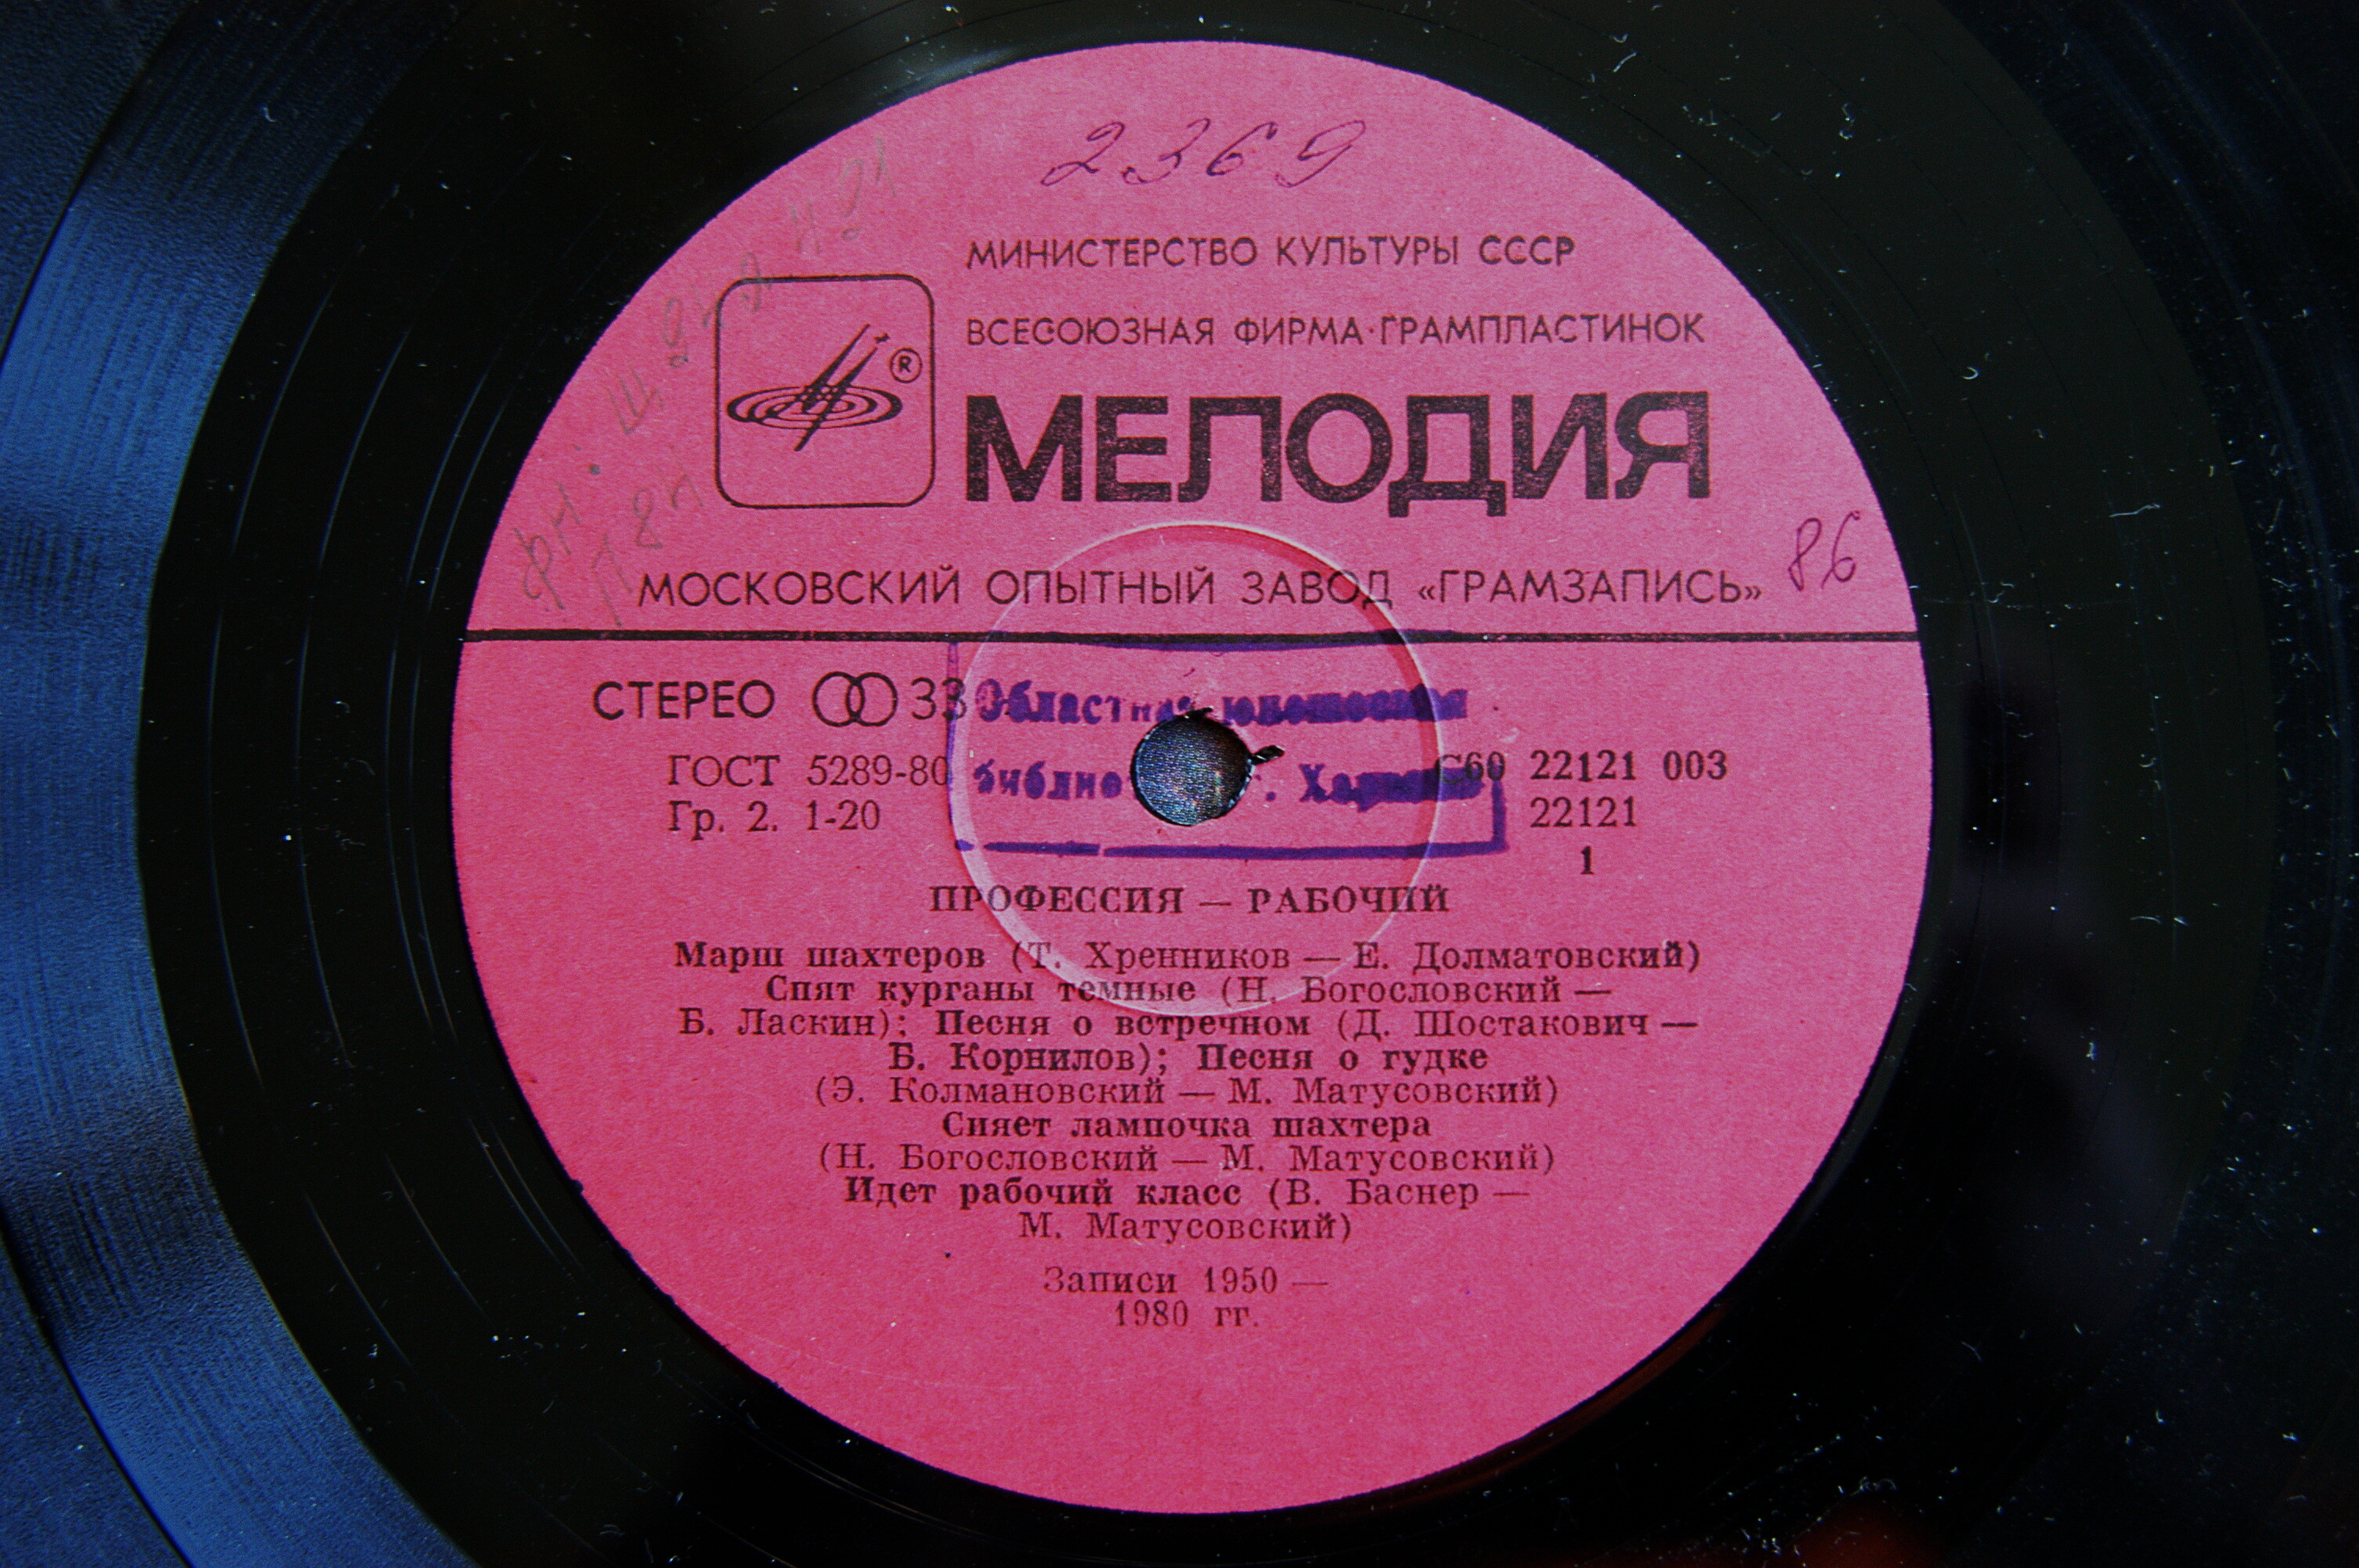 2369
МИНИСТЕРСТВО КУЛЬТУРЫ СССР
ВСЕСОЮЗНАЯ ФИРМА·ГРАМПЛАСТИНОК
®
МЕЛОДИЯ
86
МОСКОВСКИЙ ОПЫТНЫЙ ЗАВОД «ГРАМЗАПИСЬ»
СТЕРЕО 33
Областная юношеская
ГОСТ 5289-80
г. С60 22121 003
Гр. 2. 1-20 22121
1
ПРОФЕССИЯ — РАБОЧИЙ
Марш шахтеров (Т. Хренников — Е. Долматовский)
Спят курганы темные (Н. Богословский —
Б. Ласкин); Песня о встречном (Д. Шостакович —
Б. Корнилов); Песня о гудке
(Э. Колмановский — М. Матусовский)
Сияет лампочка шахтера
(Н. Богословский — М. Матусовский)
Идет рабочий класс (В. Баснер —
М. Матусовский)
Записи 1950 —
1980 гг.